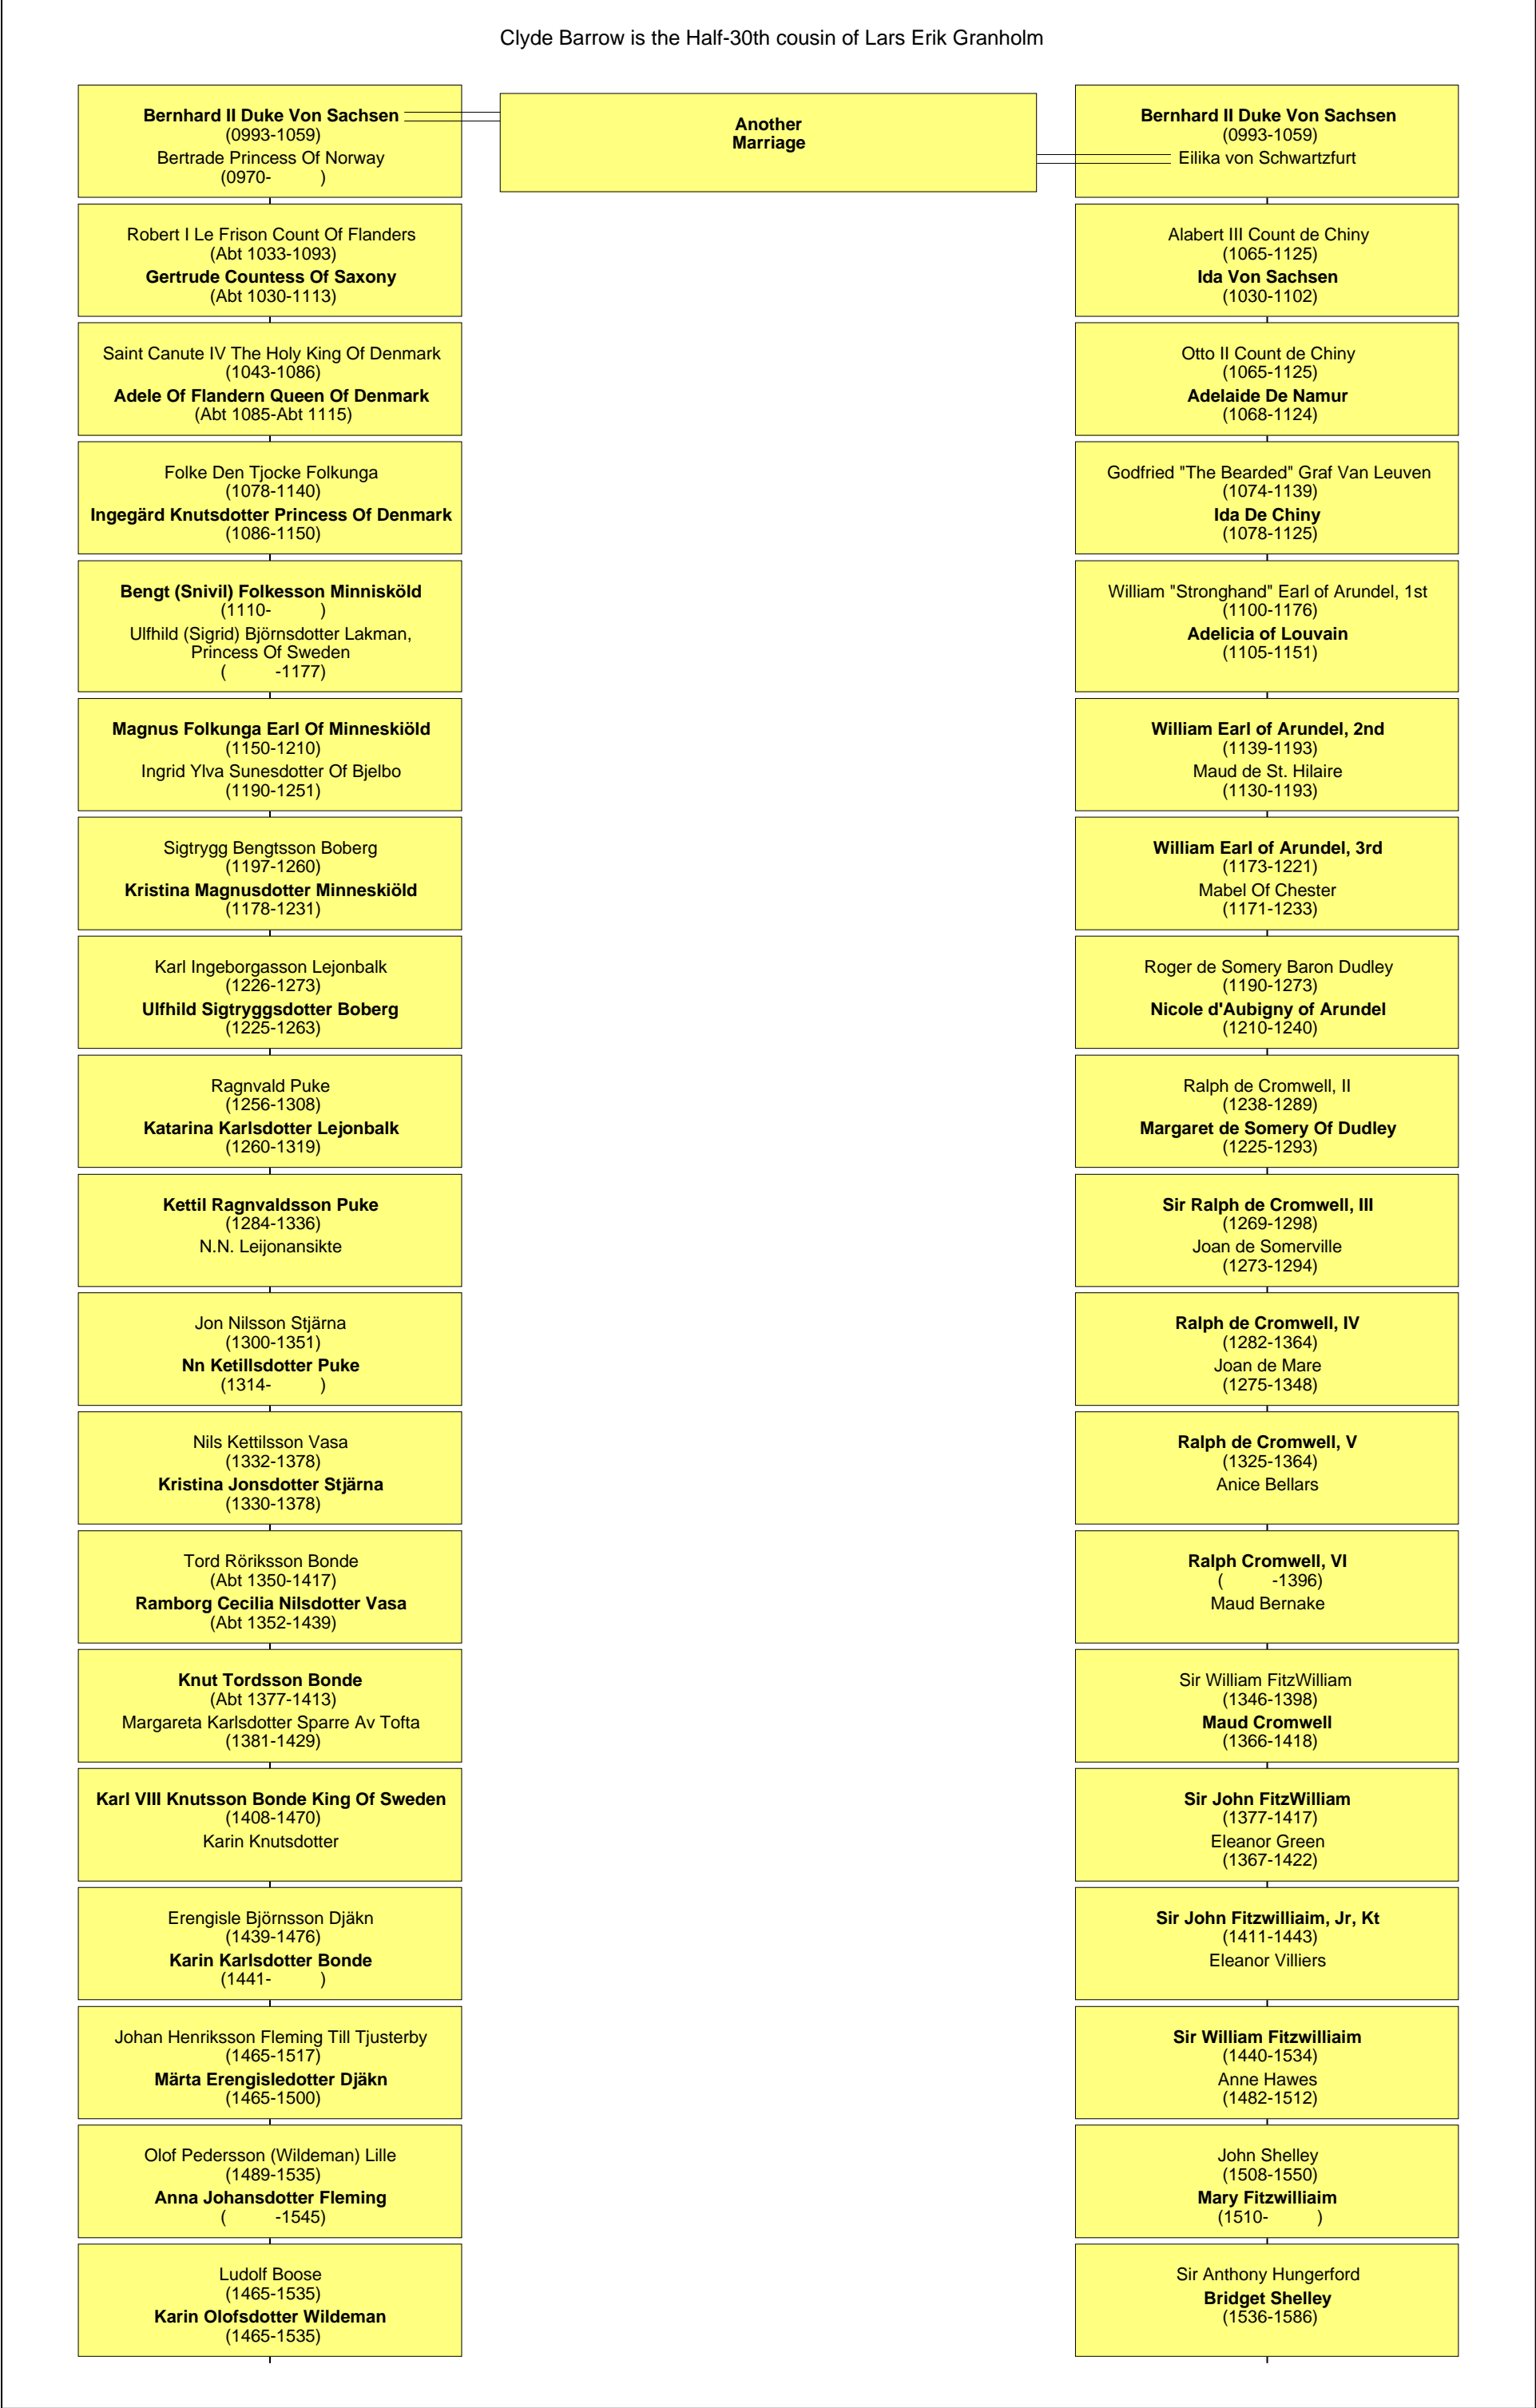 Clyde Barrow is the Half-30th cousin of Lars Erik Granholm
Bernhard II Duke Von Sachsen
(0993-1059)
Bertrade Princess Of Norway
(0970- )
Another
Marriage
Bernhard II Duke Von Sachsen
(0993-1059)
Eilika von Schwartzfurt
Robert I Le Frison Count Of Flanders
(Abt 1033-1093)
Gertrude Countess Of Saxony
(Abt 1030-1113)
Alabert III Count de Chiny
(1065-1125)
Ida Von Sachsen
(1030-1102)
Saint Canute IV The Holy King Of Denmark
(1043-1086)
Adele Of Flandern Queen Of Denmark
(Abt 1085-Abt 1115)
Otto II Count de Chiny
(1065-1125)
Adelaide De Namur
(1068-1124)
Folke Den Tjocke Folkunga
(1078-1140)
Ingegärd Knutsdotter Princess Of Denmark
(1086-1150)
Godfried "The Bearded" Graf Van Leuven
(1074-1139)
Ida De Chiny
(1078-1125)
Bengt (Snivil) Folkesson Minnisköld
(1110- )
Ulfhild (Sigrid) Björnsdotter Lakman,
Princess Of Sweden
( -1177)
William "Stronghand" Earl of Arundel, 1st
(1100-1176)
Adelicia of Louvain
(1105-1151)
Magnus Folkunga Earl Of Minneskiöld
(1150-1210)
Ingrid Ylva Sunesdotter Of Bjelbo
(1190-1251)
William Earl of Arundel, 2nd
(1139-1193)
Maud de St. Hilaire
(1130-1193)
Sigtrygg Bengtsson Boberg
(1197-1260)
Kristina Magnusdotter Minneskiöld
(1178-1231)
William Earl of Arundel, 3rd
(1173-1221)
Mabel Of Chester
(1171-1233)
Karl Ingeborgasson Lejonbalk
(1226-1273)
Ulfhild Sigtryggsdotter Boberg
(1225-1263)
Roger de Somery Baron Dudley
(1190-1273)
Nicole d'Aubigny of Arundel
(1210-1240)
Ragnvald Puke
(1256-1308)
Katarina Karlsdotter Lejonbalk
(1260-1319)
Ralph de Cromwell, II
(1238-1289)
Margaret de Somery Of Dudley
(1225-1293)
Kettil Ragnvaldsson Puke
(1284-1336)
N.N. Leijonansikte
Sir Ralph de Cromwell, III
(1269-1298)
Joan de Somerville
(1273-1294)
Jon Nilsson Stjärna
(1300-1351)
Nn Ketillsdotter Puke
(1314- )
Ralph de Cromwell, IV
(1282-1364)
Joan de Mare
(1275-1348)
Nils Kettilsson Vasa
(1332-1378)
Kristina Jonsdotter Stjärna
(1330-1378)
Ralph de Cromwell, V
(1325-1364)
Anice Bellars
Tord Röriksson Bonde
(Abt 1350-1417)
Ramborg Cecilia Nilsdotter Vasa
(Abt 1352-1439)
Ralph Cromwell, VI
( -1396)
Maud Bernake
Knut Tordsson Bonde
(Abt 1377-1413)
Margareta Karlsdotter Sparre Av Tofta
(1381-1429)
Sir William FitzWilliam
(1346-1398)
Maud Cromwell
(1366-1418)
Karl VIII Knutsson Bonde King Of Sweden
(1408-1470)
Karin Knutsdotter
Sir John FitzWilliam
(1377-1417)
Eleanor Green
(1367-1422)
Erengisle Björnsson Djäkn
(1439-1476)
Karin Karlsdotter Bonde
(1441- )
Sir John Fitzwilliaim, Jr, Kt
(1411-1443)
Eleanor Villiers
Johan Henriksson Fleming Till Tjusterby
(1465-1517)
Märta Erengisledotter Djäkn
(1465-1500)
Sir William Fitzwilliaim
(1440-1534)
Anne Hawes
(1482-1512)
Olof Pedersson (Wildeman) Lille
(1489-1535)
Anna Johansdotter Fleming
( -1545)
John Shelley
(1508-1550)
Mary Fitzwilliaim
(1510- )
Ludolf Boose
(1465-1535)
Karin Olofsdotter Wildeman
(1465-1535)
Sir Anthony Hungerford
Bridget Shelley
(1536-1586)